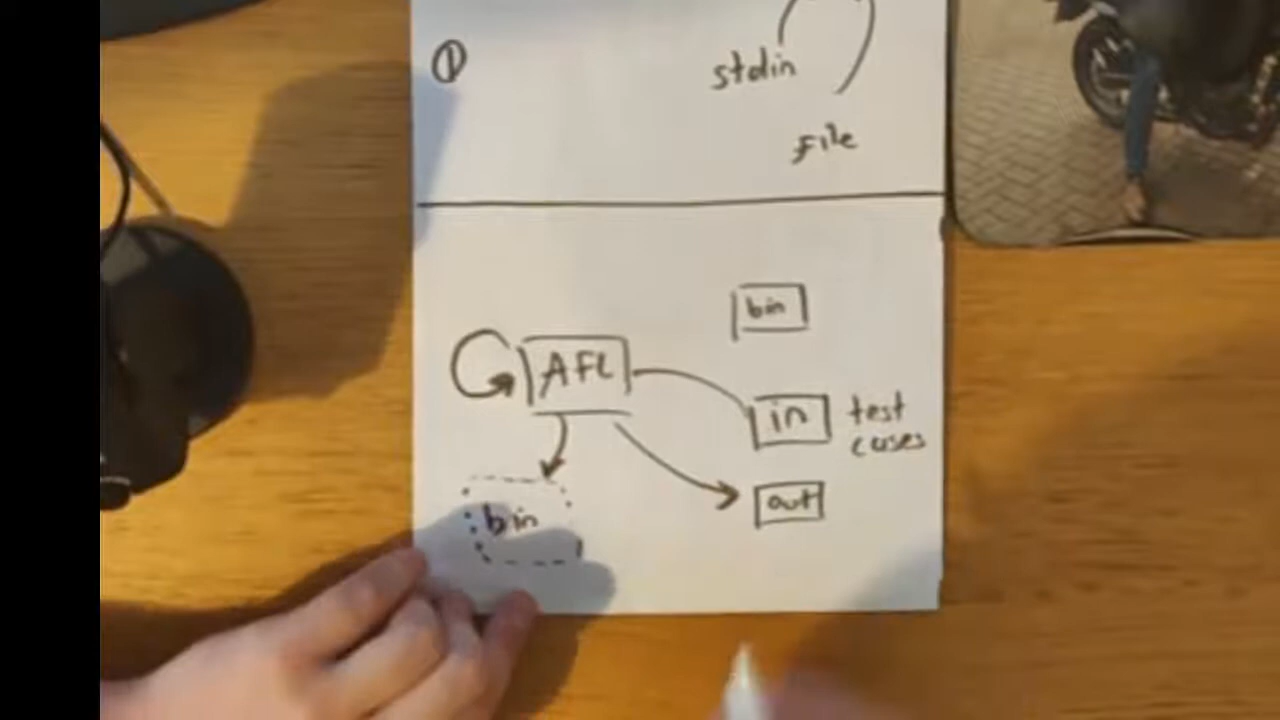 ①
stdin
file
bin
AFL
in test
cases
out
bin